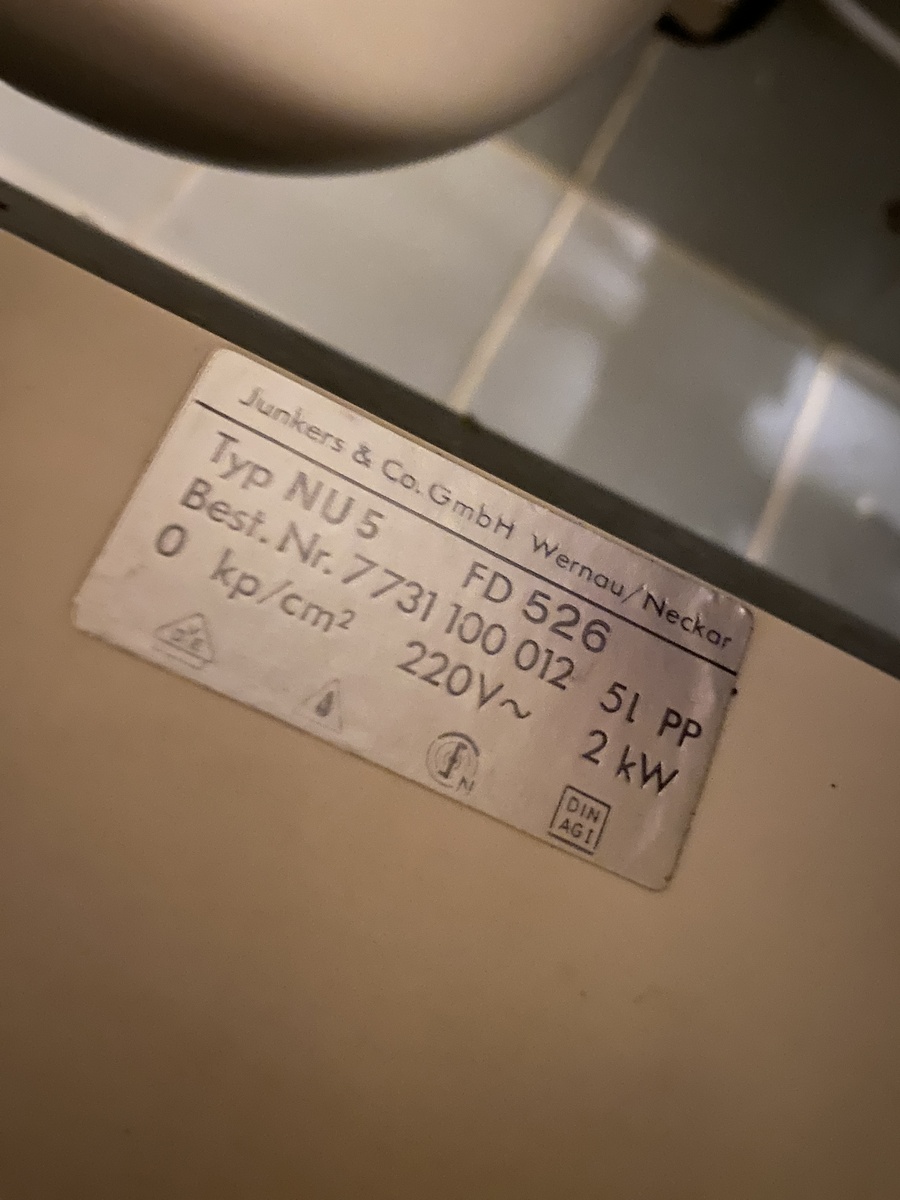 Junkers & Co. GmbH Wernau/Neckar
Typ NU 5 FD 526
Best. Nr. 7731 100 012 5l PP
0 kp/cm² 220V~ 2 kW
DVE
N
DIN
AGI